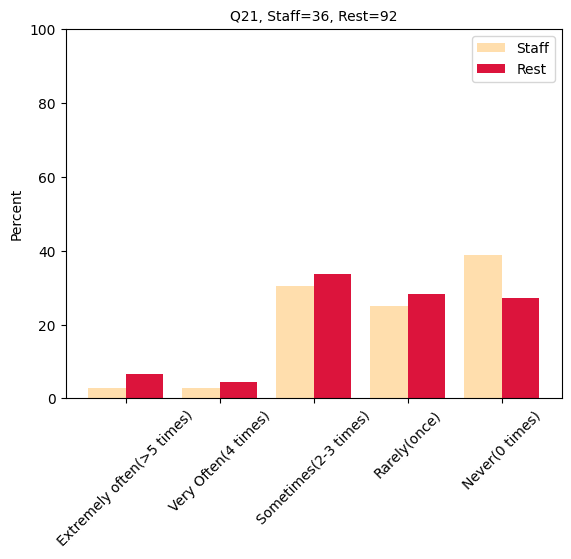 Q21, Staff=36, Rest=92
100
80
60
40
20
0
Percent
Staff
Rest
Extremely often(>5 times)
Very Often(4 times)
Sometimes(2-3 times)
Rarely(once)
Never(0 times)